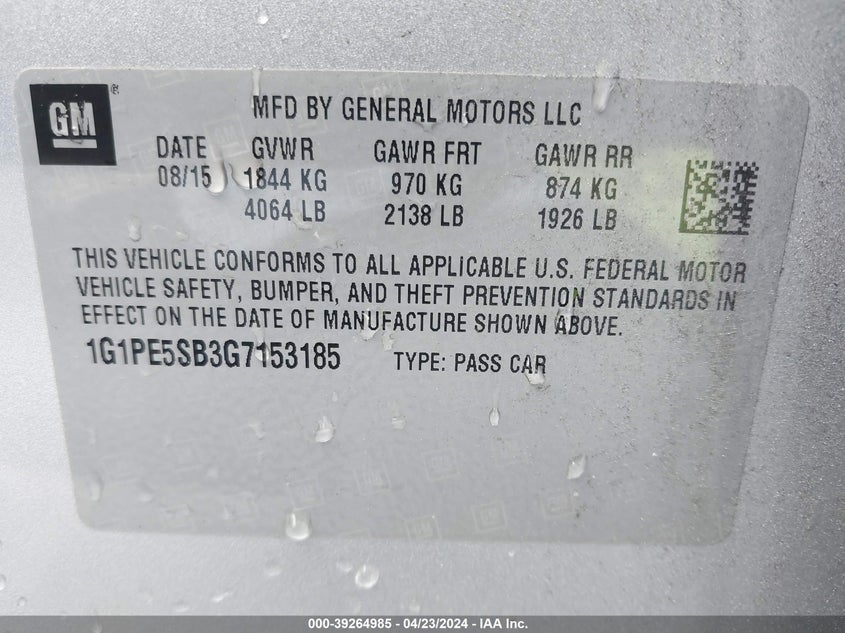 GM®
MFD BY GENERAL MOTORS LLC
DATE GVWR GAWR FRT GAWR RR
08/15 1844 KG 970 KG 874 KG
4064 LB 2138 LB 1926 LB
THIS VEHICLE CONFORMS TO ALL APPLICABLE U.S. FEDERAL MOTOR
VEHICLE SAFETY, BUMPER, AND THEFT PREVENTION STANDARDS IN
EFFECT ON THE DATE OF MANUFACTURE SHOWN ABOVE.
1G1PE5SB3G7153185 TYPE: PASS CAR
000-39264985 / 04/23/2024 - IAA Inc.